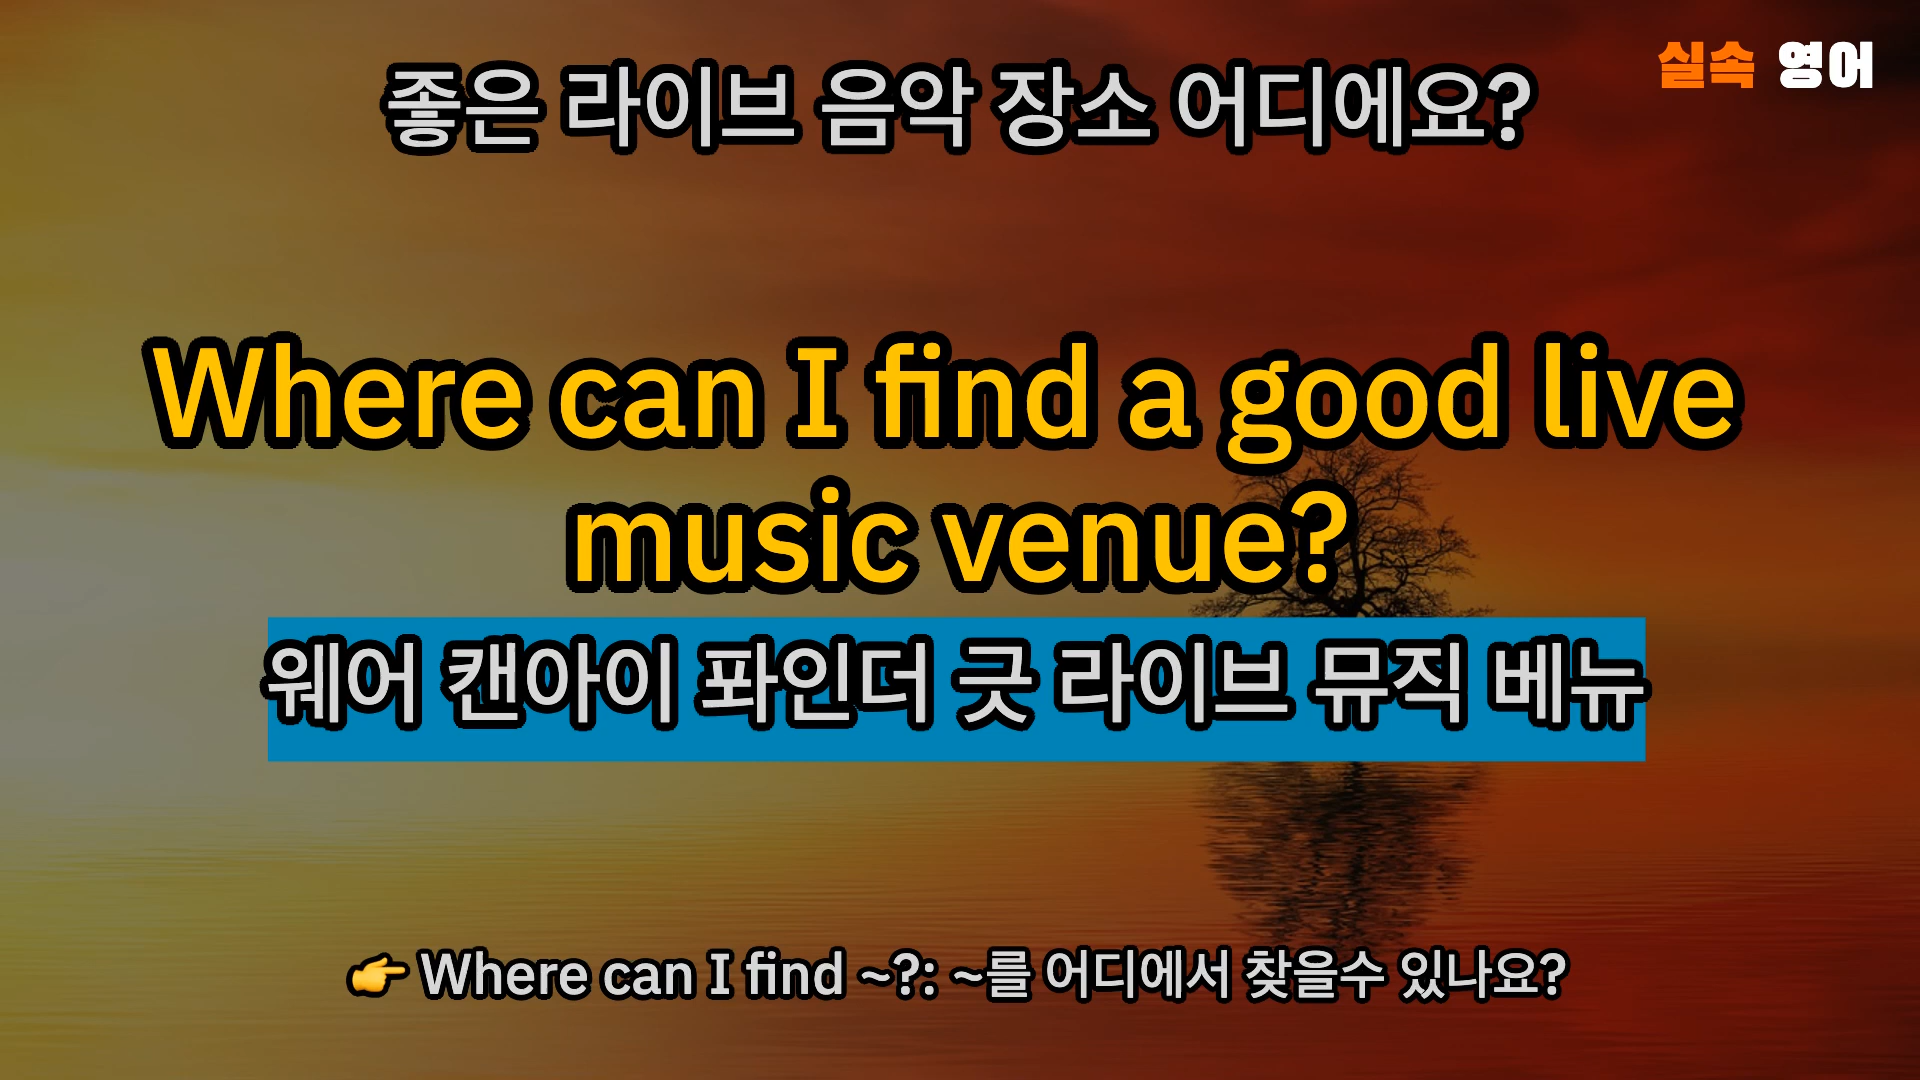 좋은 라이브 음악 장소 어디에요?
실속 영어
Where can I find a good live
music venue?
웨어 캔아이 퐈인더 긋 라이브 뮤직 베뉴
👉 Where can I find ~?: ~를 어디에서 찾을수 있나요?